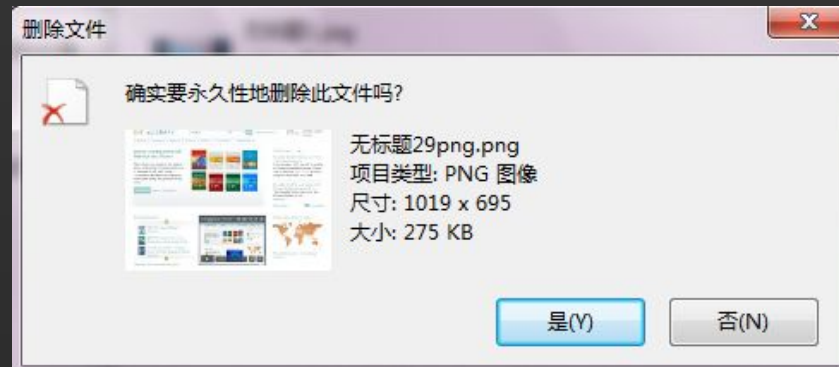 删除文件
确实要永久性地删除此文件吗?
无标题29png.png
项目类型: PNG 图像
尺寸: 1019 x 695
大小: 275 KB
是(Y)
否(N)